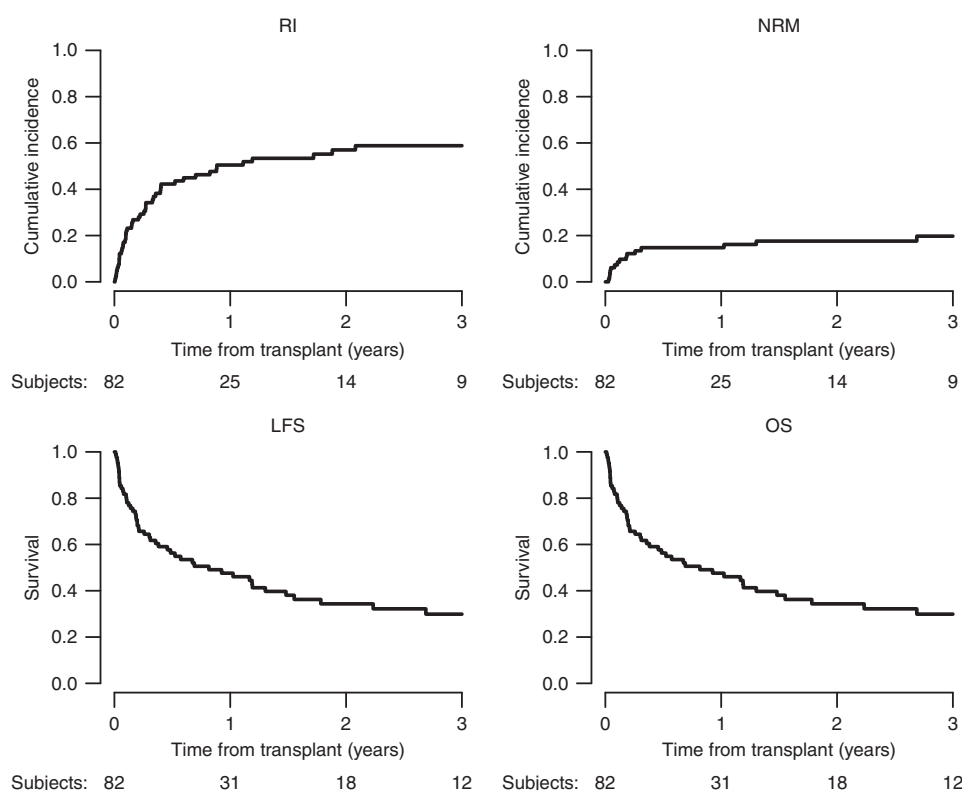 RI
1.0
0.8
0.6
0.4
0.2
0.0
Cumulative incidence
0 1 2 3
Time from transplant (years)
Subjects: 82 25 14 9
NRM
1.0
0.8
0.6
0.4
0.2
0.0
Cumulative incidence
0 1 2 3
Time from transplant (years)
Subjects: 82 25 14 9
LFS
1.0
0.8
0.6
0.4
0.2
0.0
Survival
0 1 2 3
Time from transplant (years)
Subjects: 82 31 18 12
OS
1.0
0.8
0.6
0.4
0.2
0.0
Survival
0 1 2 3
Time from transplant (years)
Subjects: 82 31 18 12